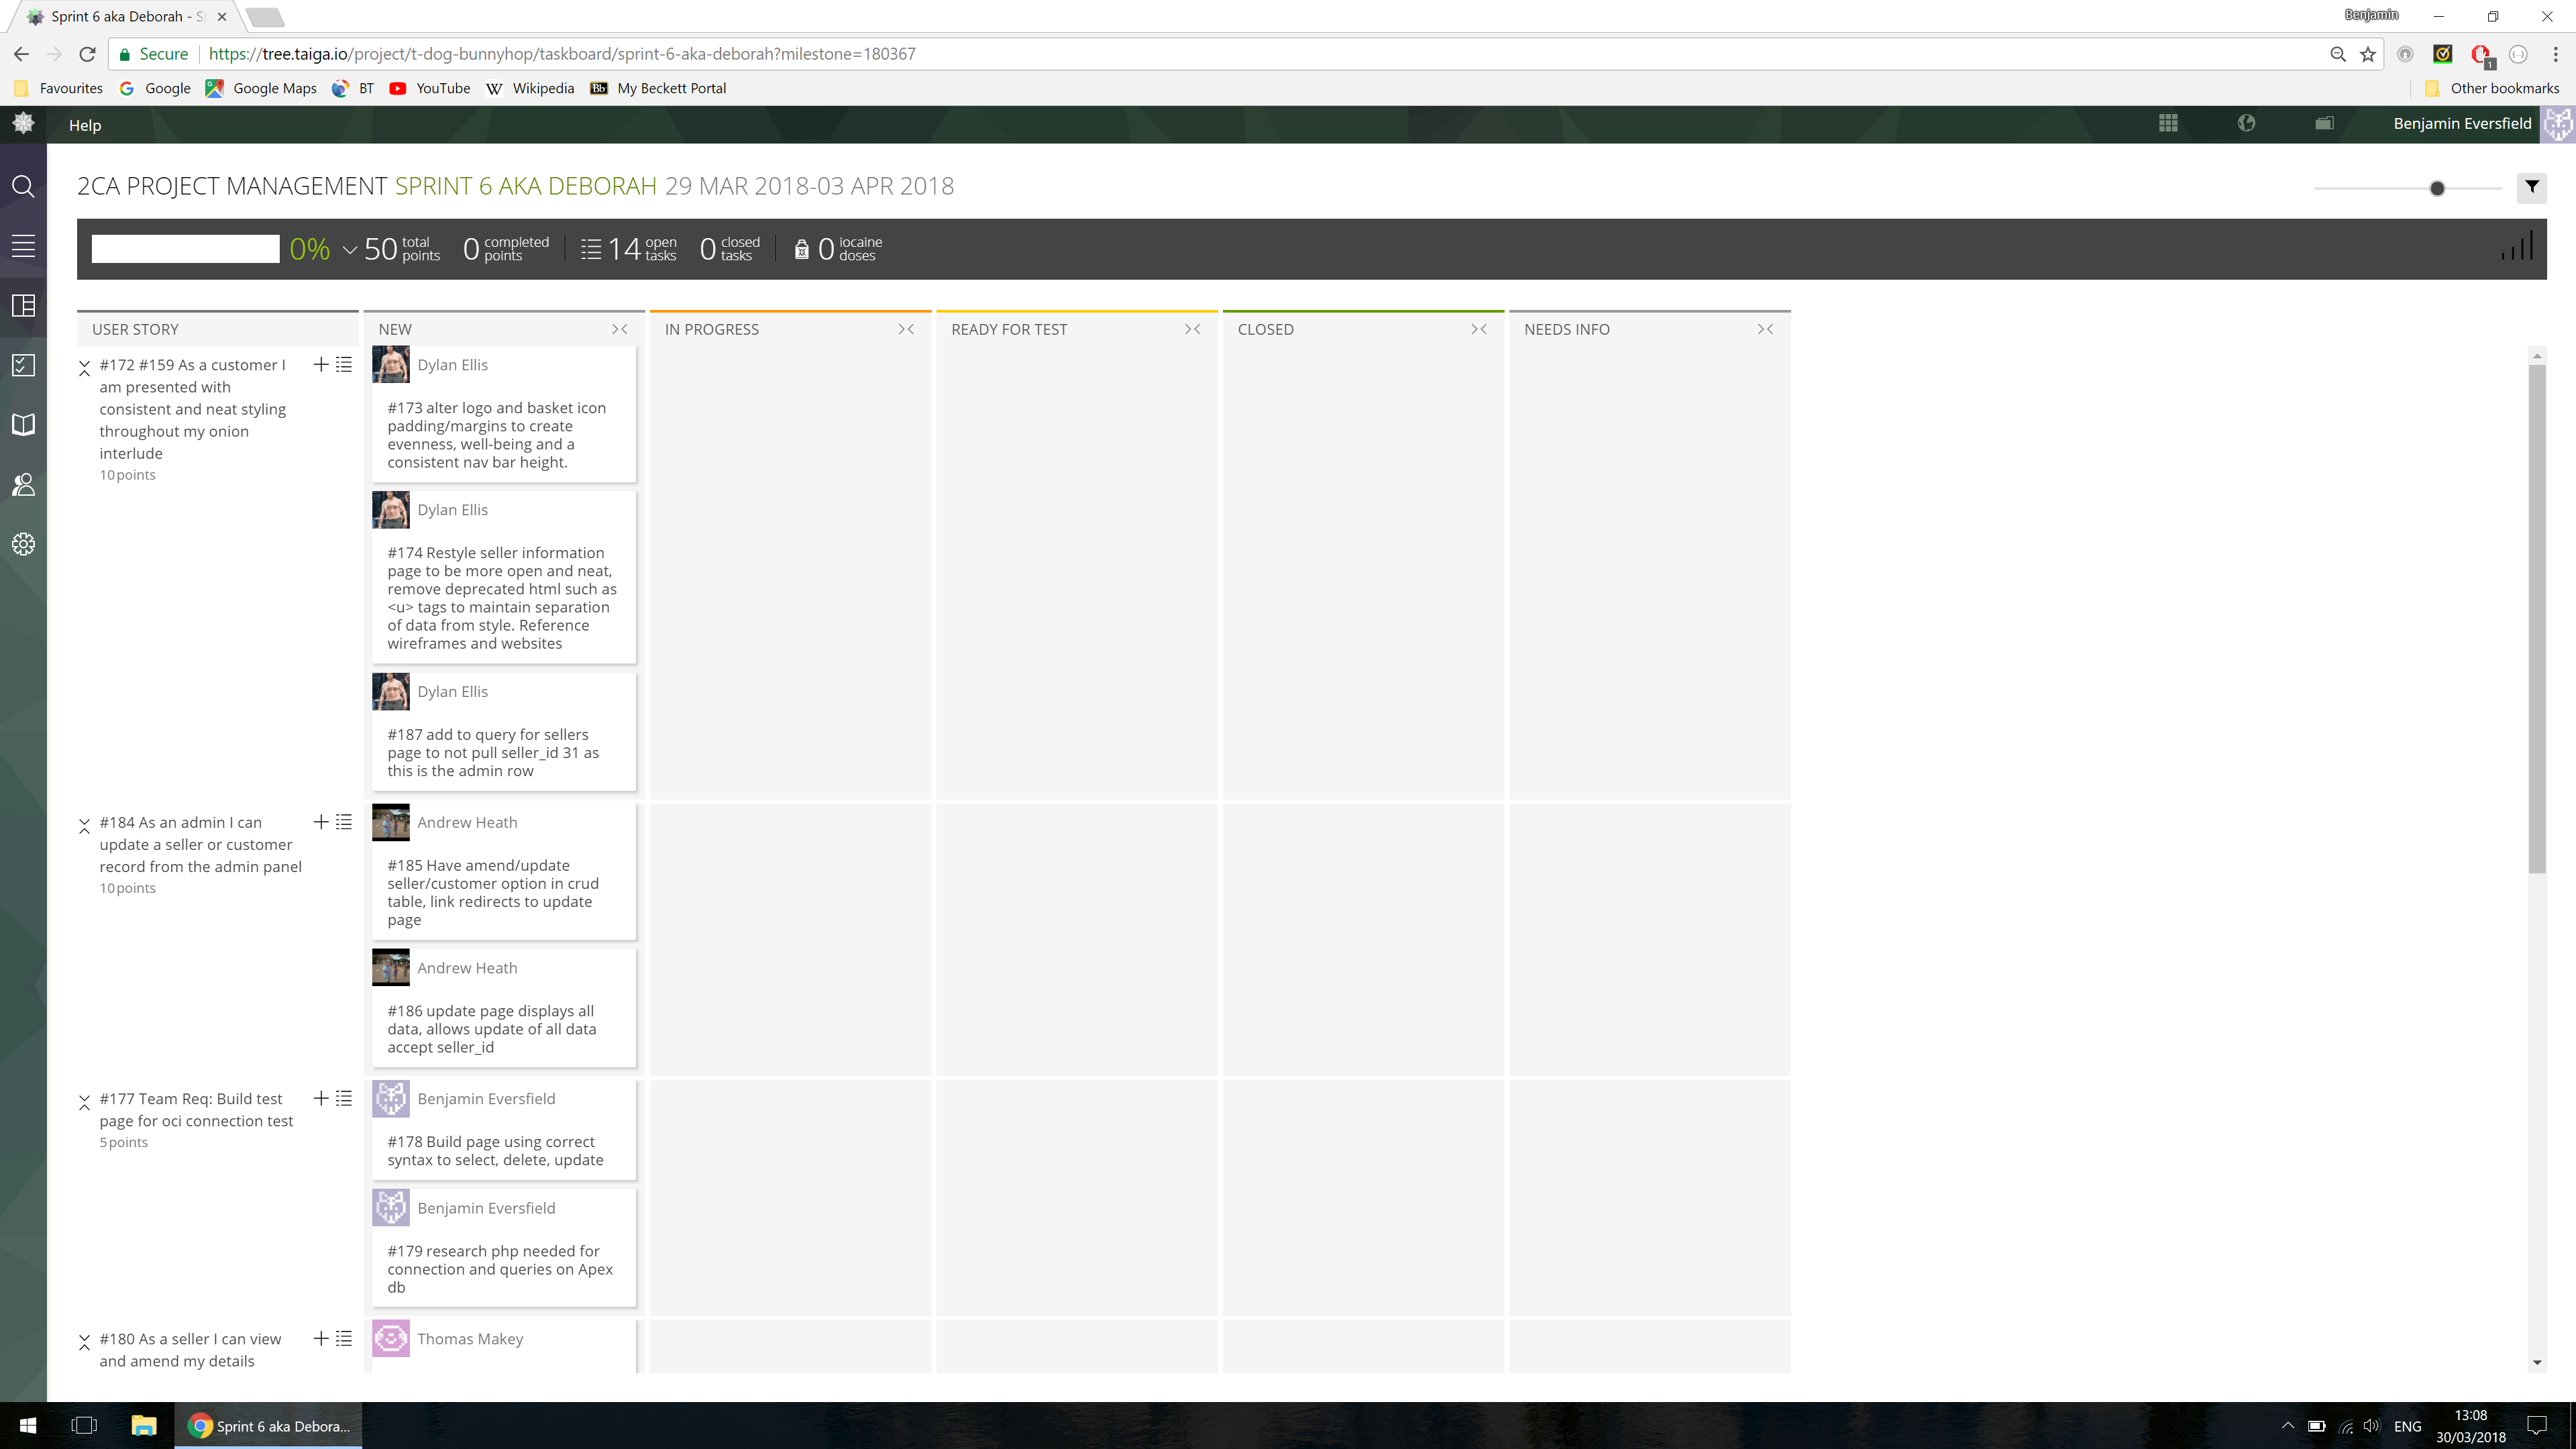 Sprint 6 aka Deborah - S
Benjamin
Secure
https://tree.taiga.io/project/t-dog-bunnyhop/taskboard/sprint-6-aka-deborah?milestone=180367
1
Favourites
Google
Google Maps
BT
YouTube
W
Wikipedia
Bb
My Beckett Portal
Other bookmarks
Help
Benjamin Eversfield
2CA PROJECT MANAGEMENT SPRINT 6 AKA DEBORAH 29 MAR 2018-03 APR 2018
0%
50 total points
0 completed points
14 open tasks
0 closed tasks
0 iocaine doses
USER STORY
NEW
IN PROGRESS
READY FOR TEST
CLOSED
NEEDS INFO
#172 #159 As a customer I
am presented with
consistent and neat styling
throughout my onion
interlude
10 points
Dylan Ellis
#173 alter logo and basket icon
padding/margins to create
evenness, well-being and a
consistent nav bar height.
Dylan Ellis
#174 Restyle seller information
page to be more open and neat,
remove deprecated html such as
<u> tags to maintain separation
of data from style. Reference
wireframes and websites
Dylan Ellis
#187 add to query for sellers
page to not pull seller_id 31 as
this is the admin row
#184 As an admin I can
update a seller or customer
record from the admin panel
10 points
Andrew Heath
#185 Have amend/update
seller/customer option in crud
table, link redirects to update
page
Andrew Heath
#186 update page displays all
data, allows update of all data
accept seller_id
#177 Team Req: Build test
page for oci connection test
5 points
Benjamin Eversfield
#178 Build page using correct
syntax to select, delete, update
Benjamin Eversfield
#179 research php needed for
connection and queries on Apex
db
#180 As a seller I can view
and amend my details
Thomas Makey
Sprint 6 aka Debora...
ENG
13:08
30/03/2018